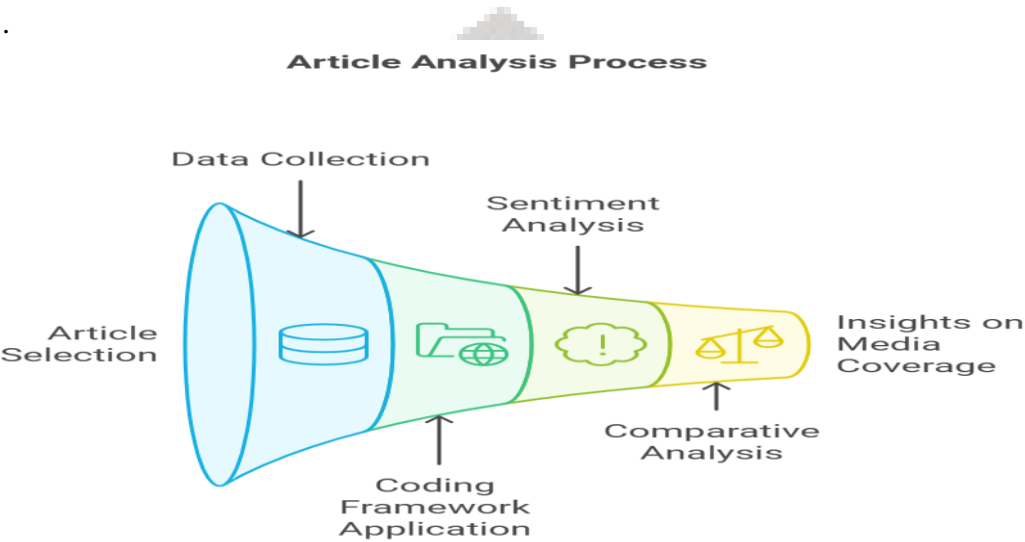 .
Article Analysis Process
Data Collection
Sentiment
Analysis
Article
Selection
!
Insights on
Media
Coverage
Comparative
Analysis
Coding
Framework
Application